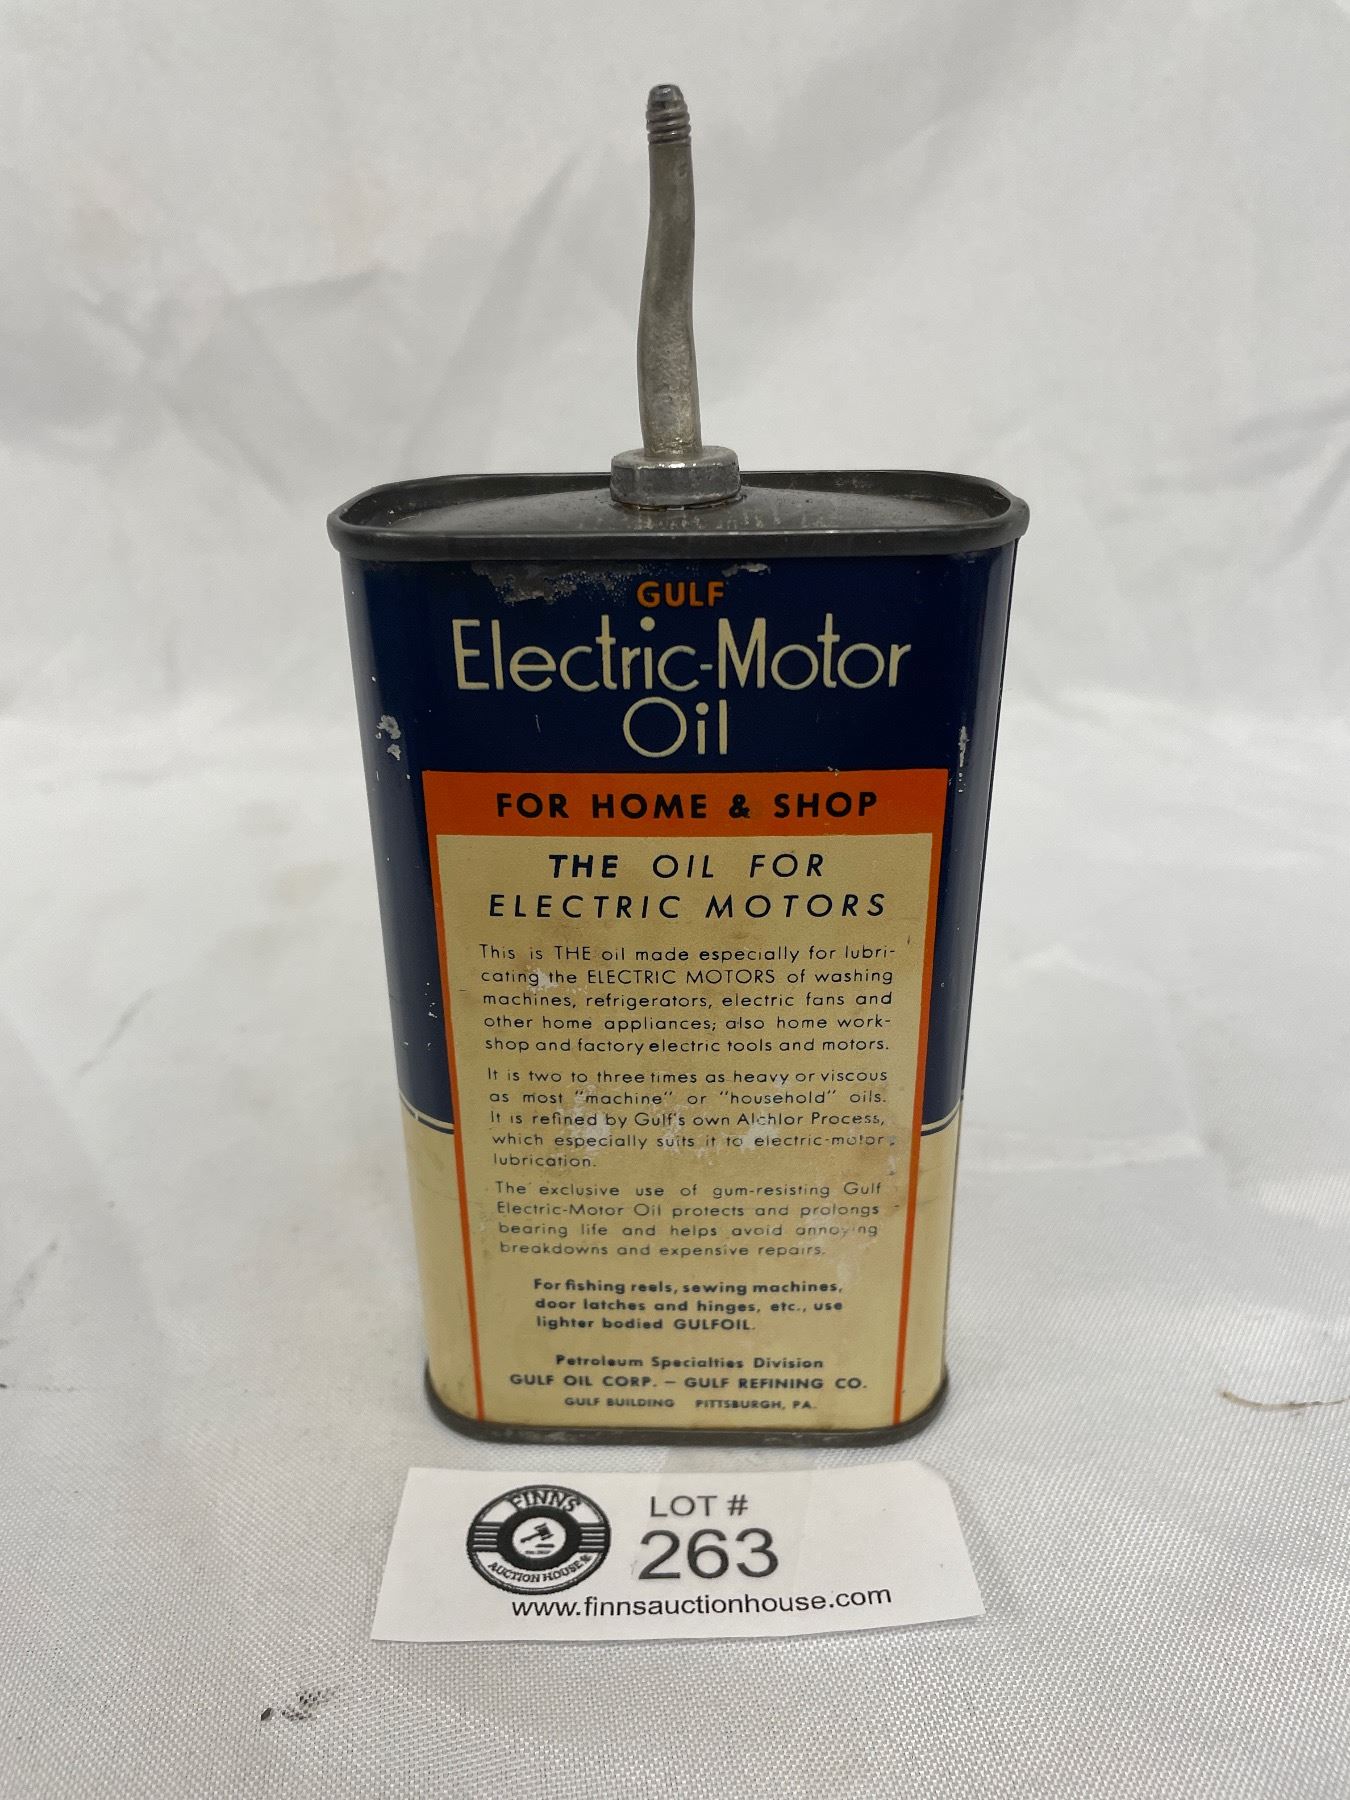 GULF
Electric-Motor
Oil
FOR HOME & SHOP
THE OIL FOR
ELECTRIC MOTORS
This is THE oil made especially for lubri-
cating the ELECTRIC MOTORS of washing
machines, refrigerators, electric fans and
other home appliances; also home work-
shop and factory electric tools and motors.
It is two to three times as heavy or viscous
as most "machine" or "household" oils.
It is refined by Gulf's own Alchlor Process,
which especially suits it to electric-motor
lubrication.
The exclusive use of gum-resisting Gulf
Electric-Motor Oil protects and prolongs
bearing life and helps avoid annoying
breakdowns and expensive repairs.
For fishing reels, sewing machines,
door latches and hinges, etc., use
lighter bodied GULFOIL.
Petroleum Specialties Division
GULF OIL CORP. – GULF REFINING CO.
GULF BUILDING PITTSBURGH, PA.
FINNS
AUCTION HOUSE
LOT #
263
www.finnsauctionhouse.com